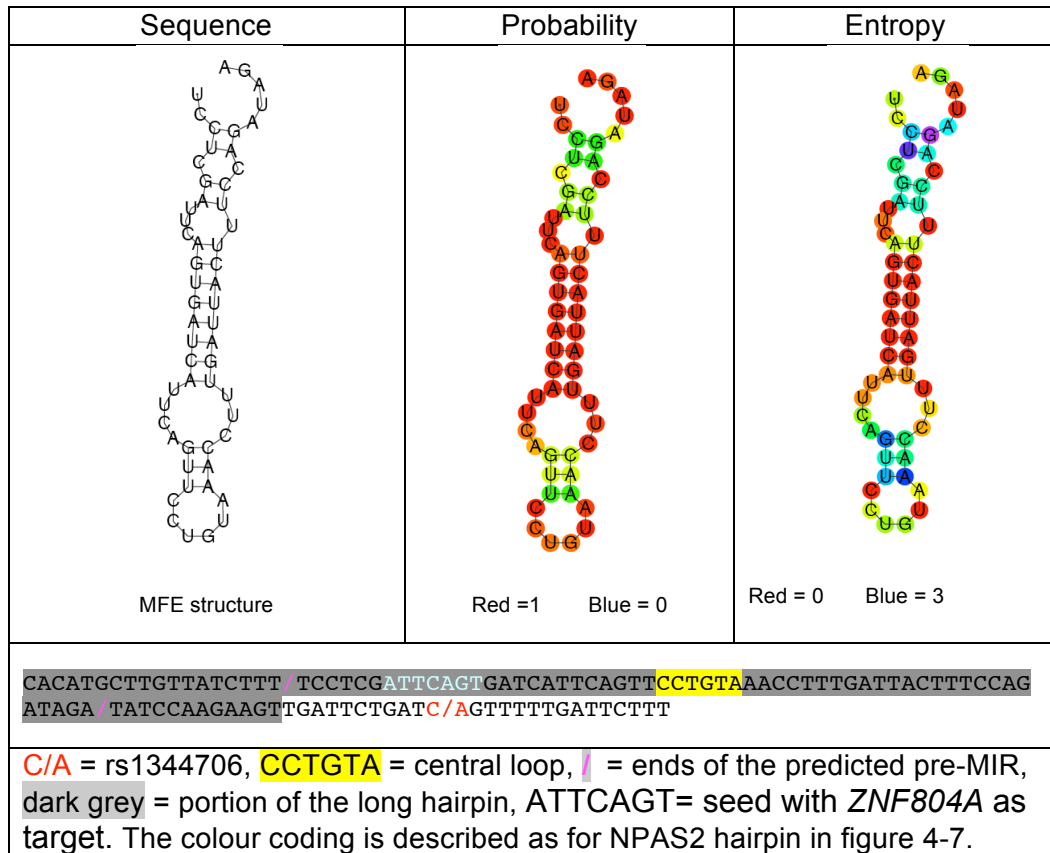 Sequence
Probability
Entropy
MFE structure
Red =1 Blue = 0
Red = 0 Blue = 3
CACATGCTTGTTATCTTT/TCCTCGATTCAGTGATCATTCAGTTCCTGTAAACCTTTGATTACTTTCCAG
ATAGA/TATCCAAGAAGTTGATTCTGATC/AGTTTTTGATTCTTT
C/A = rs1344706, CCTGTA = central loop, / = ends of the predicted pre-MIR,
dark grey = portion of the long hairpin, ATTCAGT= seed with ZNF804A as
target. The colour coding is described as for NPAS2 hairpin in figure 4-7.